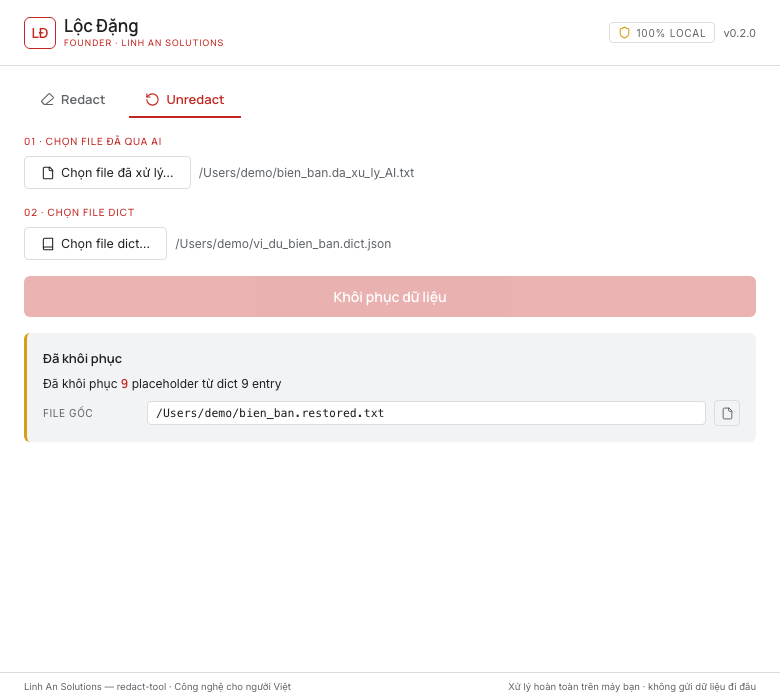 LĐ
Lộc Đặng
FOUNDER · LINH AN SOLUTIONS
100% LOCAL
v0.2.0
Redact
Unredact
01 · CHỌN FILE ĐÃ QUA AI
Chọn file đã xử lý...
/Users/demo/bien_ban.da_xu_ly_AI.txt
02 · CHỌN FILE DICT
Chọn file dict...
/Users/demo/vi_du_bien_ban.dict.json
Khôi phục dữ liệu
Đã khôi phục
Đã khôi phục 9 placeholder từ dict 9 entry
FILE GỐC
/Users/demo/bien_ban.restored.txt
Linh An Solutions — redact-tool · Công nghệ cho người Việt
Xử lý hoàn toàn trên máy bạn · không gửi dữ liệu đi đâu